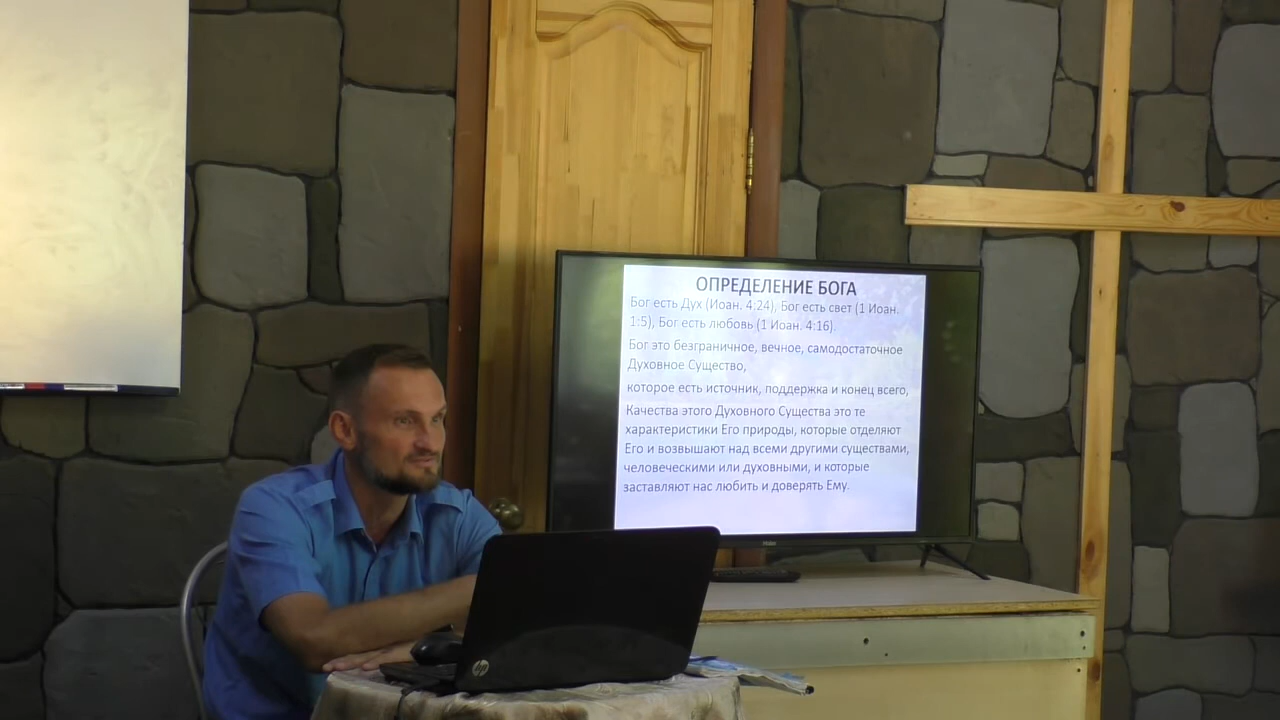 ОПРЕДЕЛЕНИЕ БОГА
Бог есть Дух (Иоан. 4:24), Бог есть свет (1 Иоан.
1:5), Бог есть любовь (1 Иоан. 4:16).
Бог это безграничное, вечное, самодостаточное
Духовное Существо,
которое есть источник, поддержка и конец всего,
Качества этого Духовного Существа это те
характеристики Его природы, которые отделяют
Его и возвышают над всеми другими существами,
человеческими или духовными, и которые
заставляют нас любить и доверять Ему.
Haier
hp